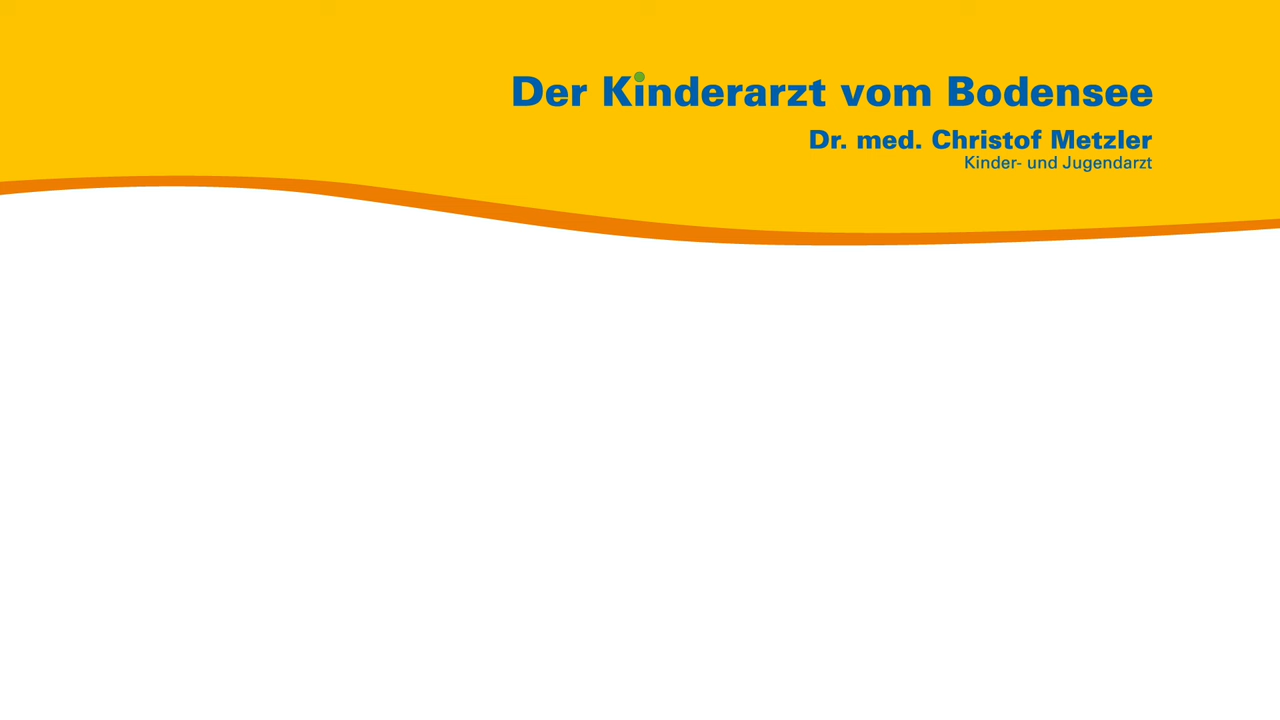 Der Kinderarzt vom Bodensee
Dr. med. Christof Metzler
Kinder- und Jugendarzt